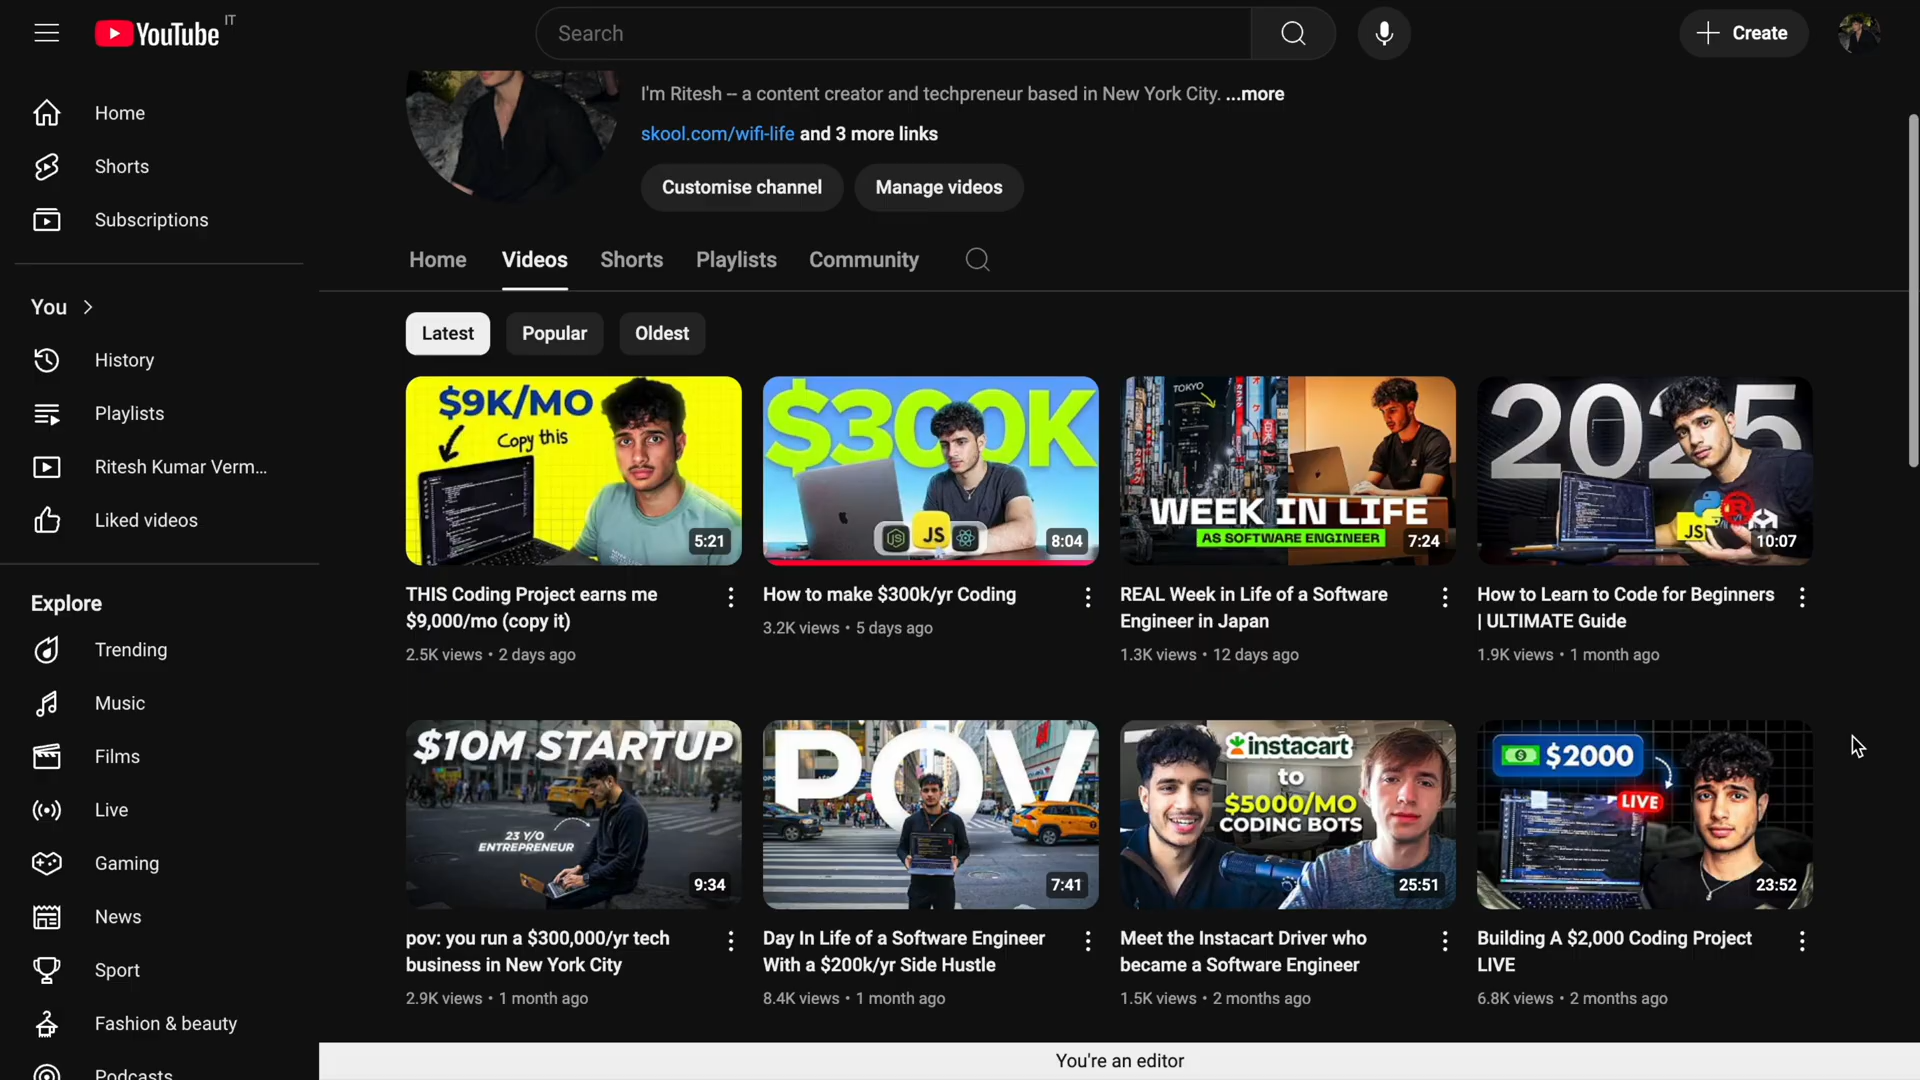 YouTube IT
Search
Create
Home
Shorts
Subscriptions
You
History
Playlists
Ritesh Kumar Verm...
Liked videos
Explore
Trending
Music
Films
Live
Gaming
News
Sport
Fashion & beauty
Podcasts
I'm Ritesh -- a content creator and techpreneur based in New York City. ...more
skool.com/wifi-life and 3 more links
Customise channel
Manage videos
Home
Videos
Shorts
Playlists
Community
Latest
Popular
Oldest
$9K/MO
Copy this
5:21
THIS Coding Project earns me
$9,000/mo (copy it)
2.5K views • 2 days ago
$300K
JS
8:04
How to make $300k/yr Coding
3.2K views • 5 days ago
TOKYO
WEEK IN LIFE
AS SOFTWARE ENGINEER
7:24
REAL Week in Life of a Software
Engineer in Japan
1.3K views • 12 days ago
2025
JS
10:07
How to Learn to Code for Beginners
| ULTIMATE Guide
1.9K views • 1 month ago
$10M STARTUP
23 Y/O
ENTREPRENEUR
9:34
pov: you run a $300,000/yr tech
business in New York City
2.9K views • 1 month ago
POV
7:41
Day In Life of a Software Engineer
With a $200k/yr Side Hustle
8.4K views • 1 month ago
instacart
to
$5000/MO
CODING BOTS
25:51
Meet the Instacart Driver who
became a Software Engineer
1.5K views • 2 months ago
$2000
LIVE
23:52
Building A $2,000 Coding Project
LIVE
6.8K views • 2 months ago
You're an editor